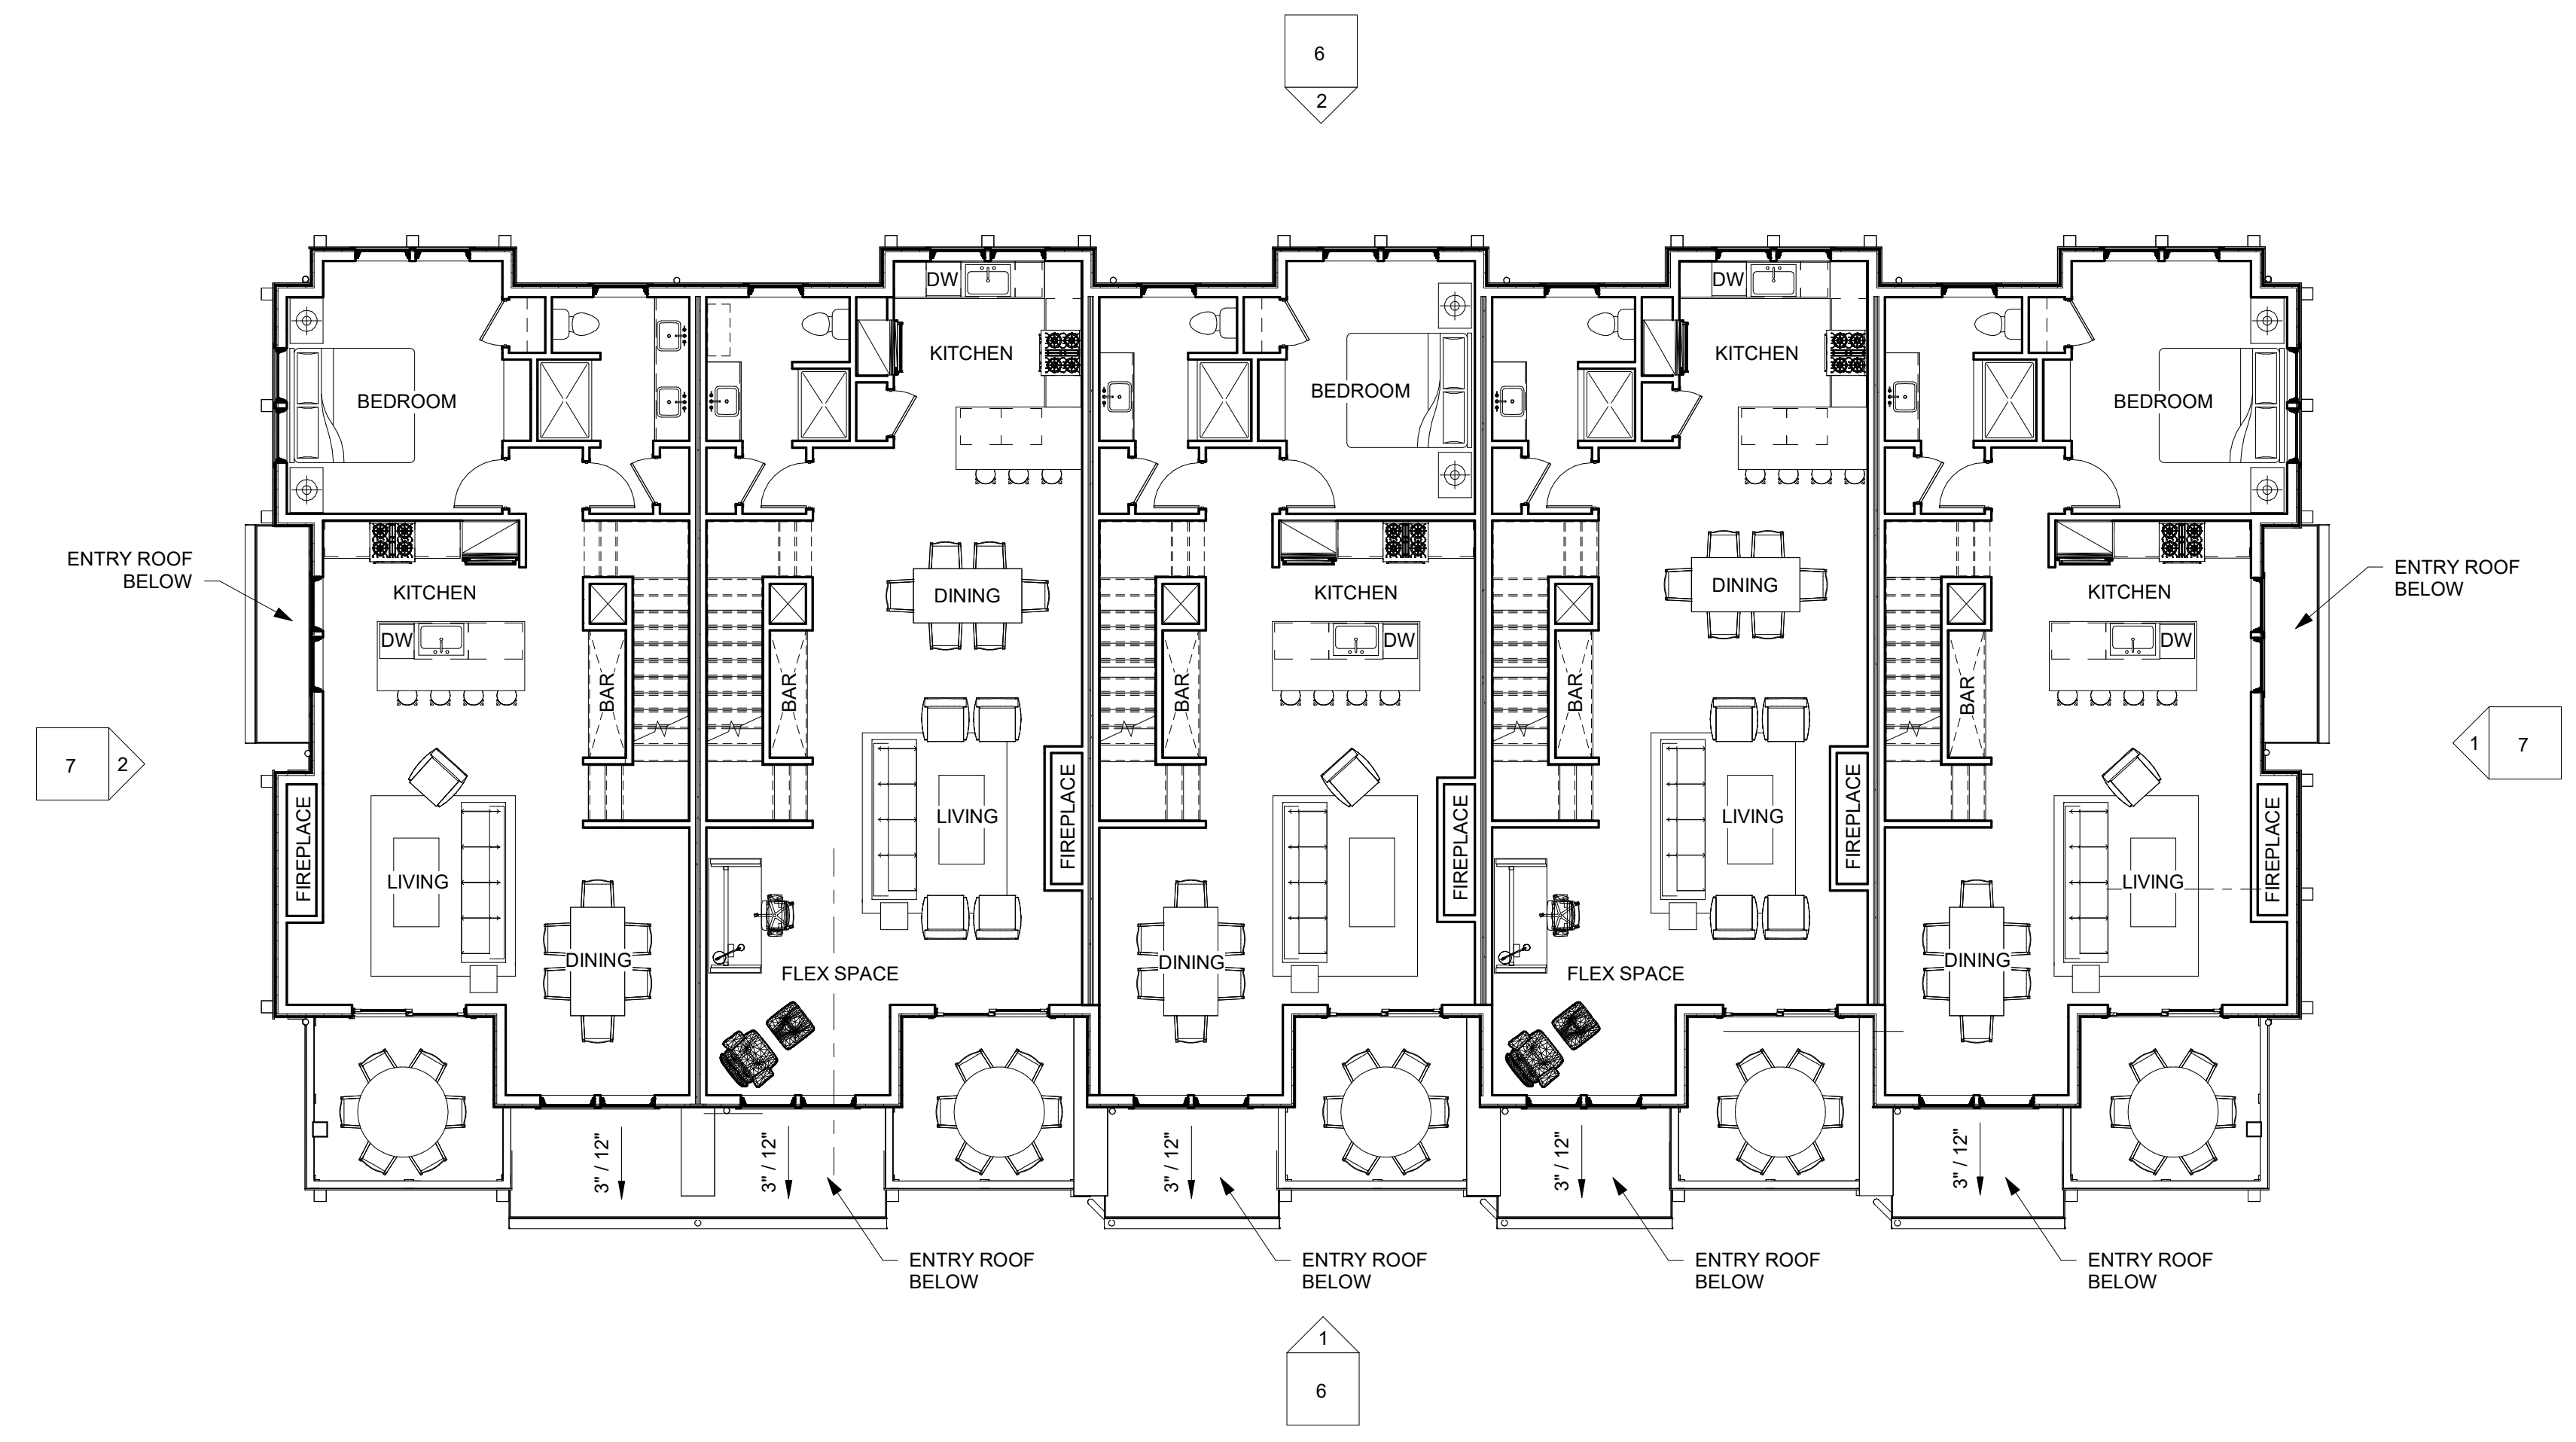 6
2
DW
DW
KITCHEN
KITCHEN
BEDROOM
BEDROOM
BEDROOM
ENTRY ROOF
BELOW
ENTRY ROOF
BELOW
KITCHEN
DINING
KITCHEN
DINING
KITCHEN
DW
DW
DW
BAR
BAR
BAR
BAR
BAR
7
2
1
7
FIREPLACE
LIVING
FIREPLACE
FIREPLACE
LIVING
FIREPLACE
FIREPLACE
LIVING
LIVING
DINING
FLEX SPACE
DINING
FLEX SPACE
DINING
3" / 12"
3" / 12"
3" / 12"
3" / 12"
3" / 12"
ENTRY ROOF
BELOW
ENTRY ROOF
BELOW
ENTRY ROOF
BELOW
ENTRY ROOF
BELOW
1
6